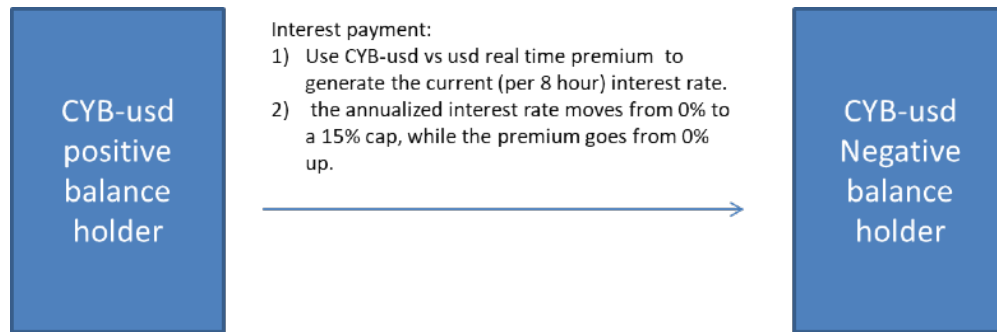 CYB-usd
positive
balance
holder
Interest payment:
1) Use CYB-usd vs usd real time premium to
generate the current (per 8 hour) interest rate.
2) the annualized interest rate moves from 0% to
a 15% cap, while the premium goes from 0%
up.
CYB-usd
Negative
balance
holder